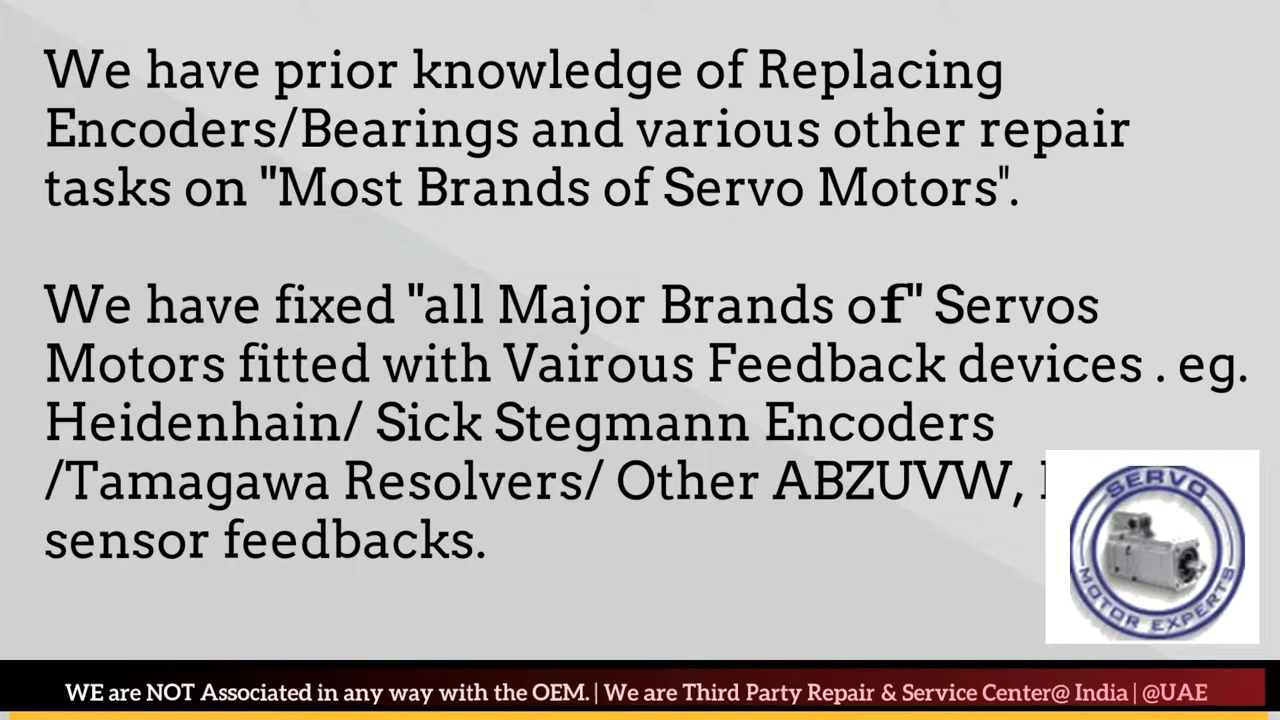 We have prior knowledge of Replacing
Encoders/Bearings and various other repair
tasks on "Most Brands of Servo Motors".
We have fixed "all Major Brands of" Servos
Motors fitted with Vairous Feedback devices . eg.
Heidenhain/ Sick Stegmann Encoders
/Tamagawa Resolvers/ Other ABZUVW,
sensor feedbacks.
SERVO
MOTOR EXPERTS
WE are NOT Associated in any way with the OEM. | We are Third Party Repair & Service Center@ India | @UAE